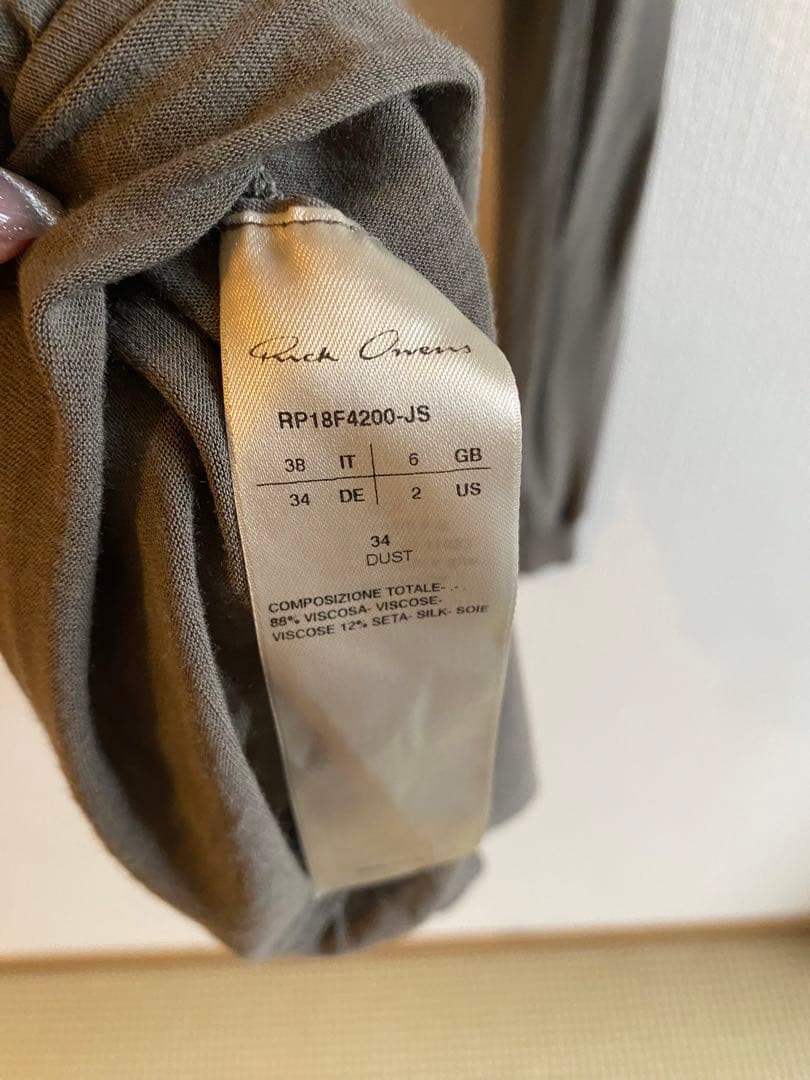 Rick Owens
RP18F4200-JS
38 IT 6 GB
34 DE 2 US
34
DUST
COMPOSIZIONE TOTALE- .- .
88% VISCOSA- VISCOSE-
VISCOSE 12% SETA- SILK- SOIE